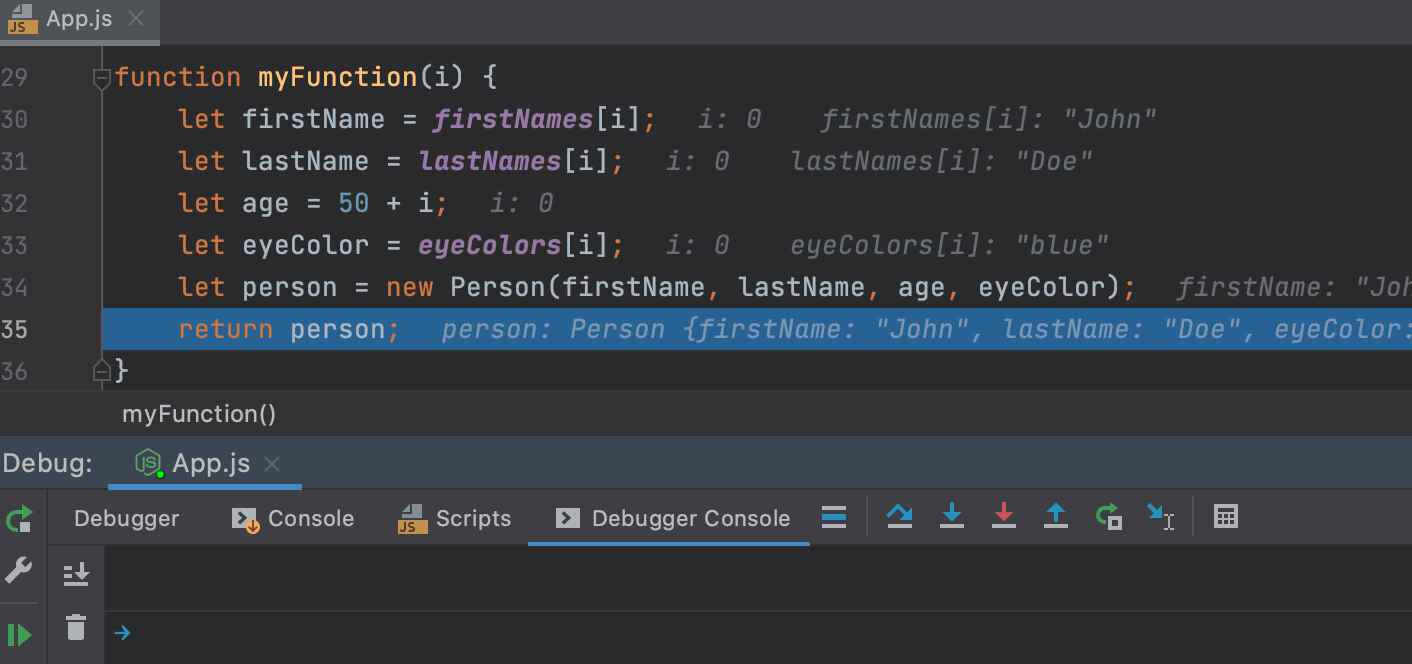 JS App.js
29 function myFunction(i) {
30 let firstName = firstNames[i]; i: 0 firstNames[i]: "John"
31 let lastName = lastNames[i]; i: 0 lastNames[i]: "Doe"
32 let age = 50 + i; i: 0
33 let eyeColor = eyeColors[i]; i: 0 eyeColors[i]: "blue"
34 let person = new Person(firstName, lastName, age, eyeColor); firstName: "Joh
35 return person; person: Person {firstName: "John", lastName: "Doe", eyeColor:
36 }
myFunction()
Debug: JS App.js
Debugger Console JS Scripts Debugger Console